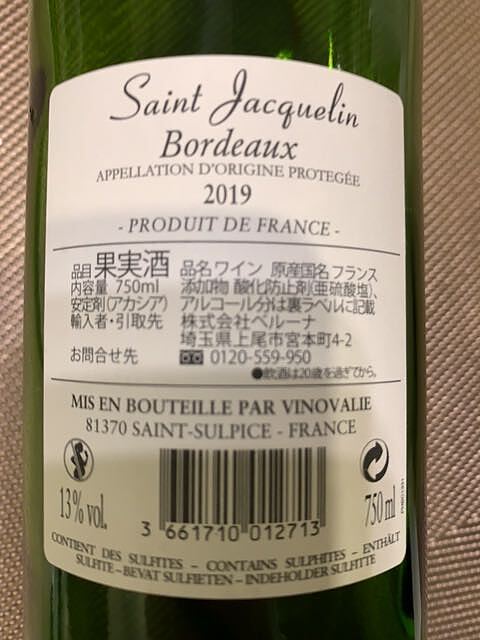 Saint Jacquelin
Bordeaux
APPELLATION D'ORIGINE PROTEGÉE
2019
- PRODUIT DE FRANCE -
品目 果実酒 品名 ワイン 原産国名 フランス
内容量 750ml 添加物 酸化防止剤(亜硫酸塩)、
安定剤(アカシア) アルコール分は裏ラベルに記載
輸入者・引取先 株式会社ベルーナ
埼玉県上尾市宮本町4-2
お問合せ先 0120-559-950
●飲酒は20歳を過ぎてから。
MIS EN BOUTEILLE PAR VINOVALIE
81370 SAINT-SULPICE - FRANCE
13% vol.
750 ml
3 661710 012713
CONTIENT DES SULFITES - CONTAINS SULPHITES - ENTHÄLT
SULFITE - BEVAT SULFIETEN - INDEHOLDER SULFITTE